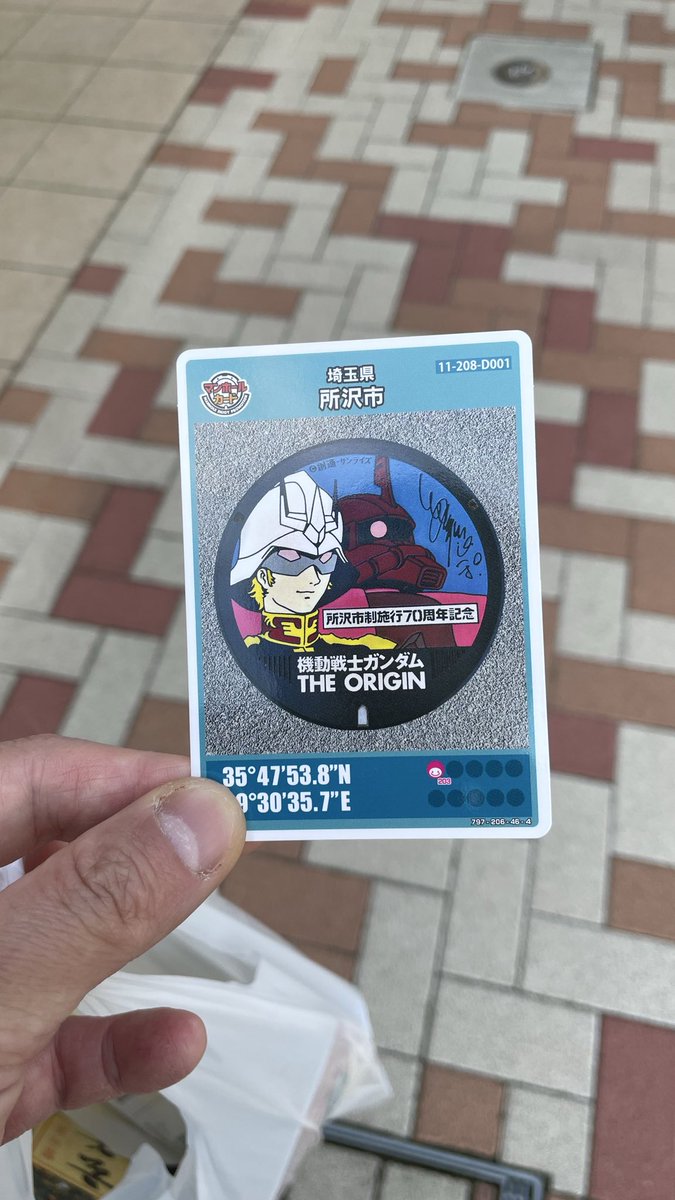 マンホール
カード
埼玉県
所沢市
11-208-D001
©創通・サンライズ
所沢市制施行70周年記念
機動戦士ガンダム
THE ORIGIN
35°47'53.8"N
9°30'35.7"E
797-206-46-4